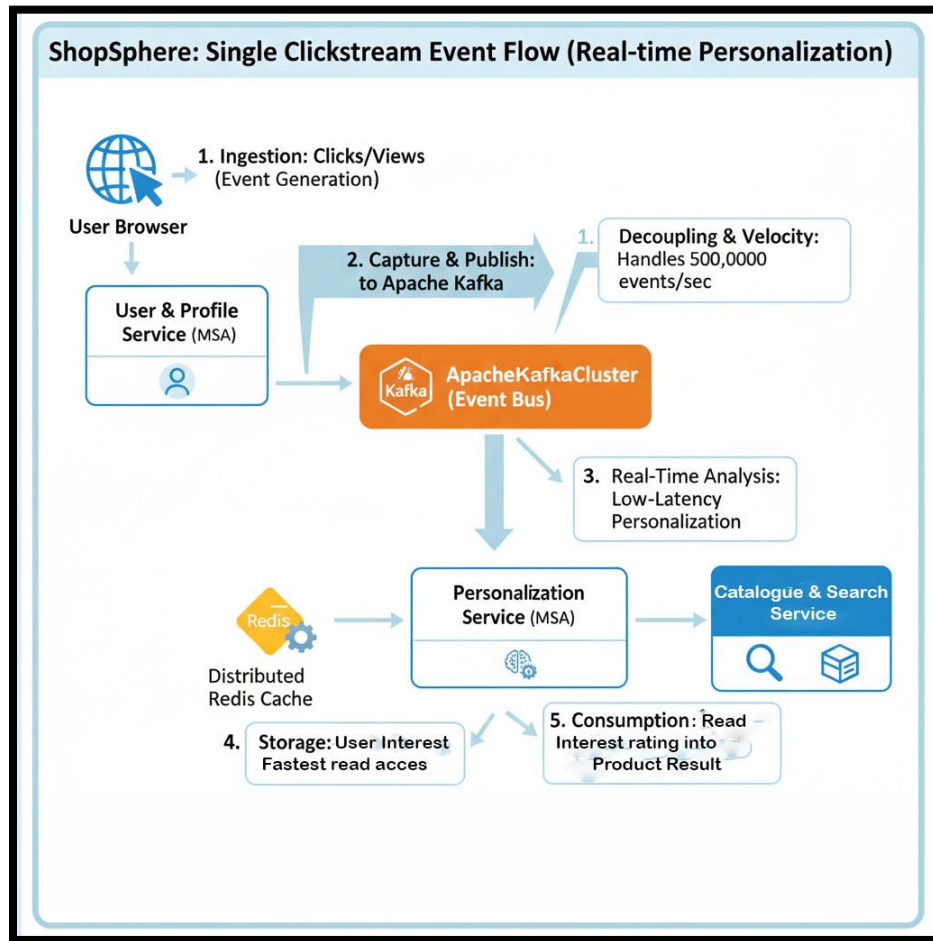 ShopSphere: Single Clickstream Event Flow (Real-time Personalization)
1. Ingestion: Clicks/Views
(Event Generation)
User Browser
2. Capture & Publish:
to Apache Kafka
1. Decoupling & Velocity:
Handles 500,0000
events/sec
User & Profile
Service (MSA)
Kafka
ApacheKafkaCluster
(Event Bus)
3. Real-Time Analysis:
Low-Latency
Personalization
Redis
Distributed
Redis Cache
Personalization
Service (MSA)
Catalogue & Search
Service
4. Storage: User Interest
Fastest read acces
5. Consumption: Read
Interest rating into
Product Result